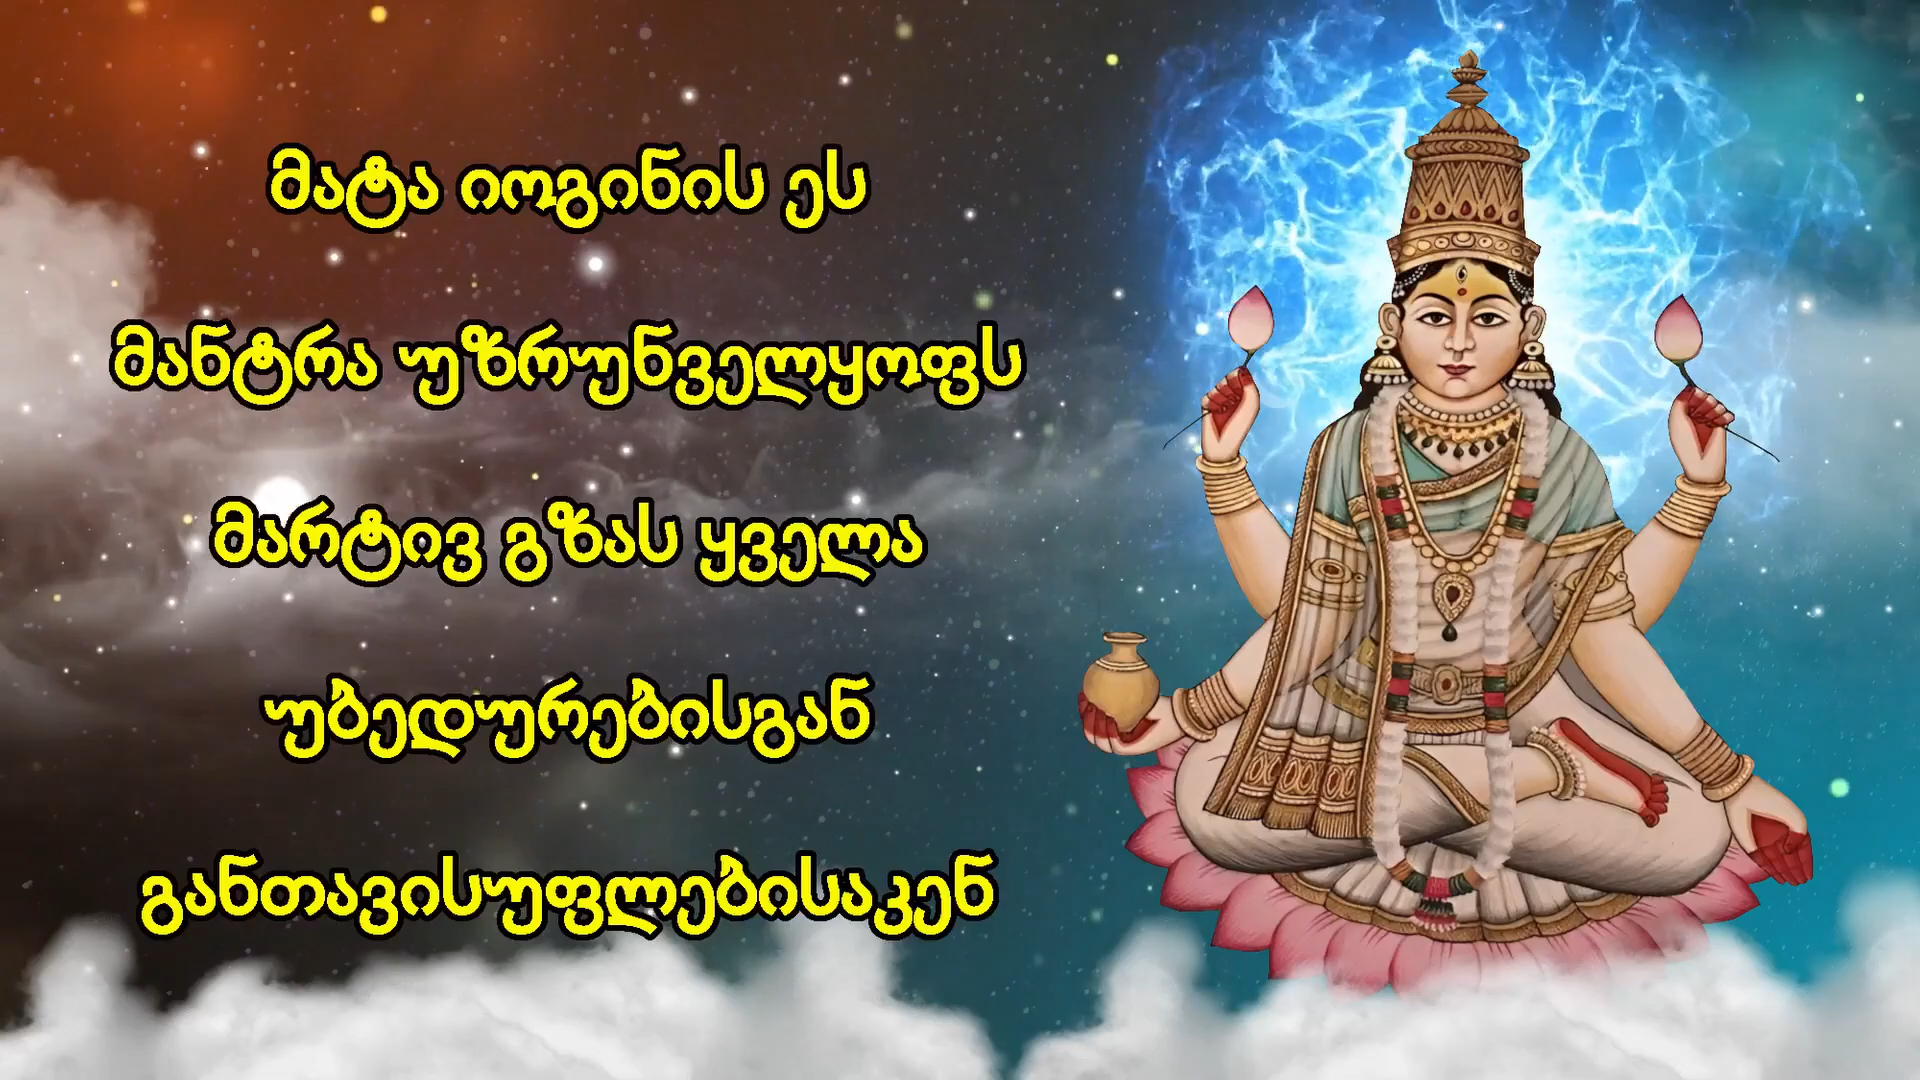 მატა იოგინის ეს
მანტრა უზრუნველყოფს
მარტივ გზას ყველა
უბედურებისგან
განთავისუფლებისაკენ